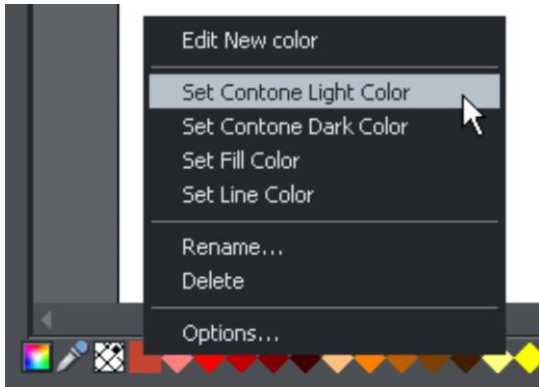 Edit New color
Set Contone Light Color
Set Contone Dark Color
Set Fill Color
Set Line Color
Rename...
Delete
Options...